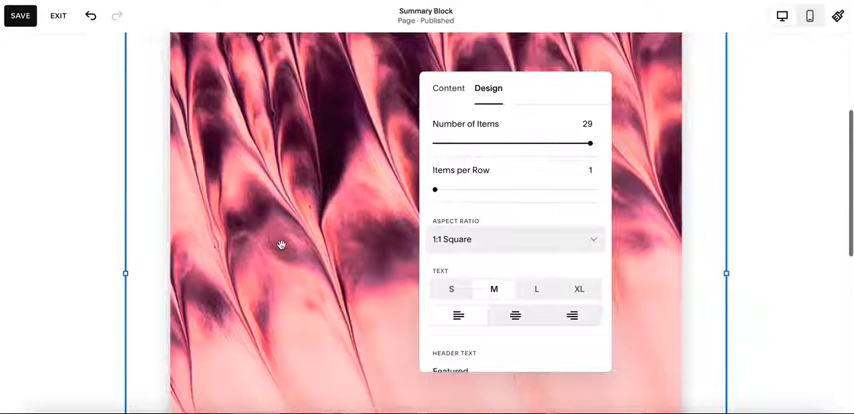 SAVE EXIT
Summary Block
Page · Published
Content Design
Number of Items 29
Items per Row 1
ASPECT RATIO
1:1 Square
TEXT
S M L XL
HEADER TEXT
Featured